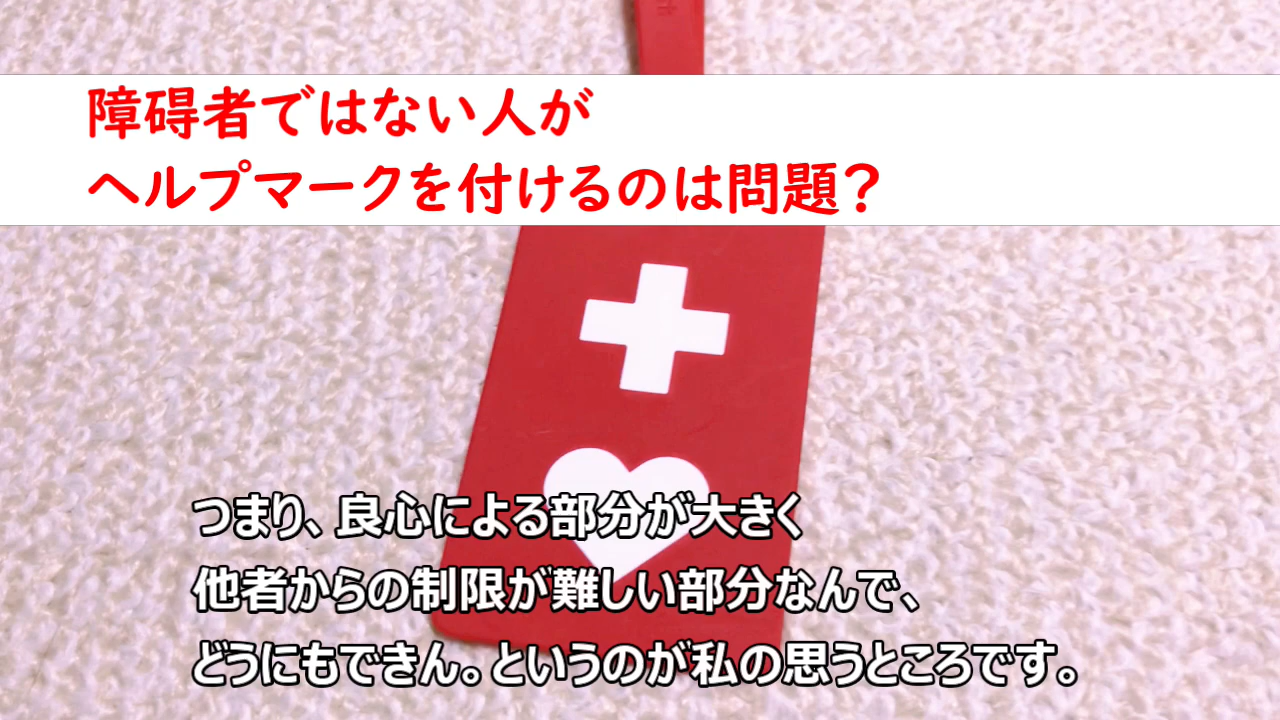 障碍者ではない人が
ヘルプマークを付けるのは問題？
つまり、良心による部分が大きく
他者からの制限が難しい部分なんで、
どうにもできん。というのが私の思うところです。